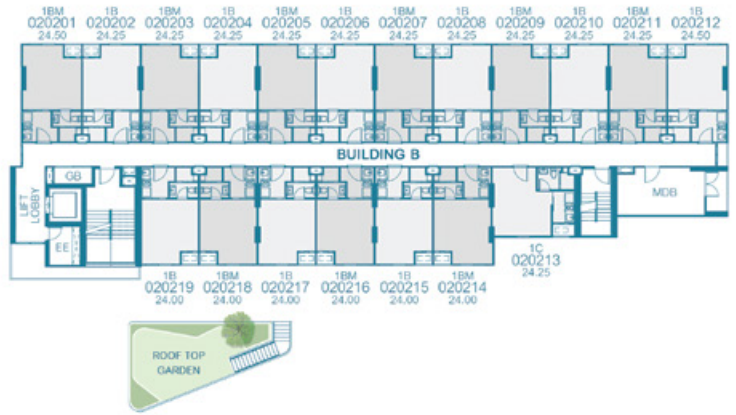 1BM 1B 1BM 1B 1BM 1B 1BM 1B 1BM 1B 1BM 1B
020201 020202 020203 020204 020205 020206 020207 020208 020209 020210 020211 020212
24.50 24.25 24.25 24.25 24.25 24.25 24.25 24.25 24.25 24.25 24.25 24.50
BUILDING B
GB
LIFT
LOBBY
MDB
EE
1C
020213
24.25
1B 1BM 1B 1BM 1B 1BM
020219 020218 020217 020216 020215 020214
24.00 24.00 24.00 24.00 24.00 24.00
ROOF TOP
GARDEN